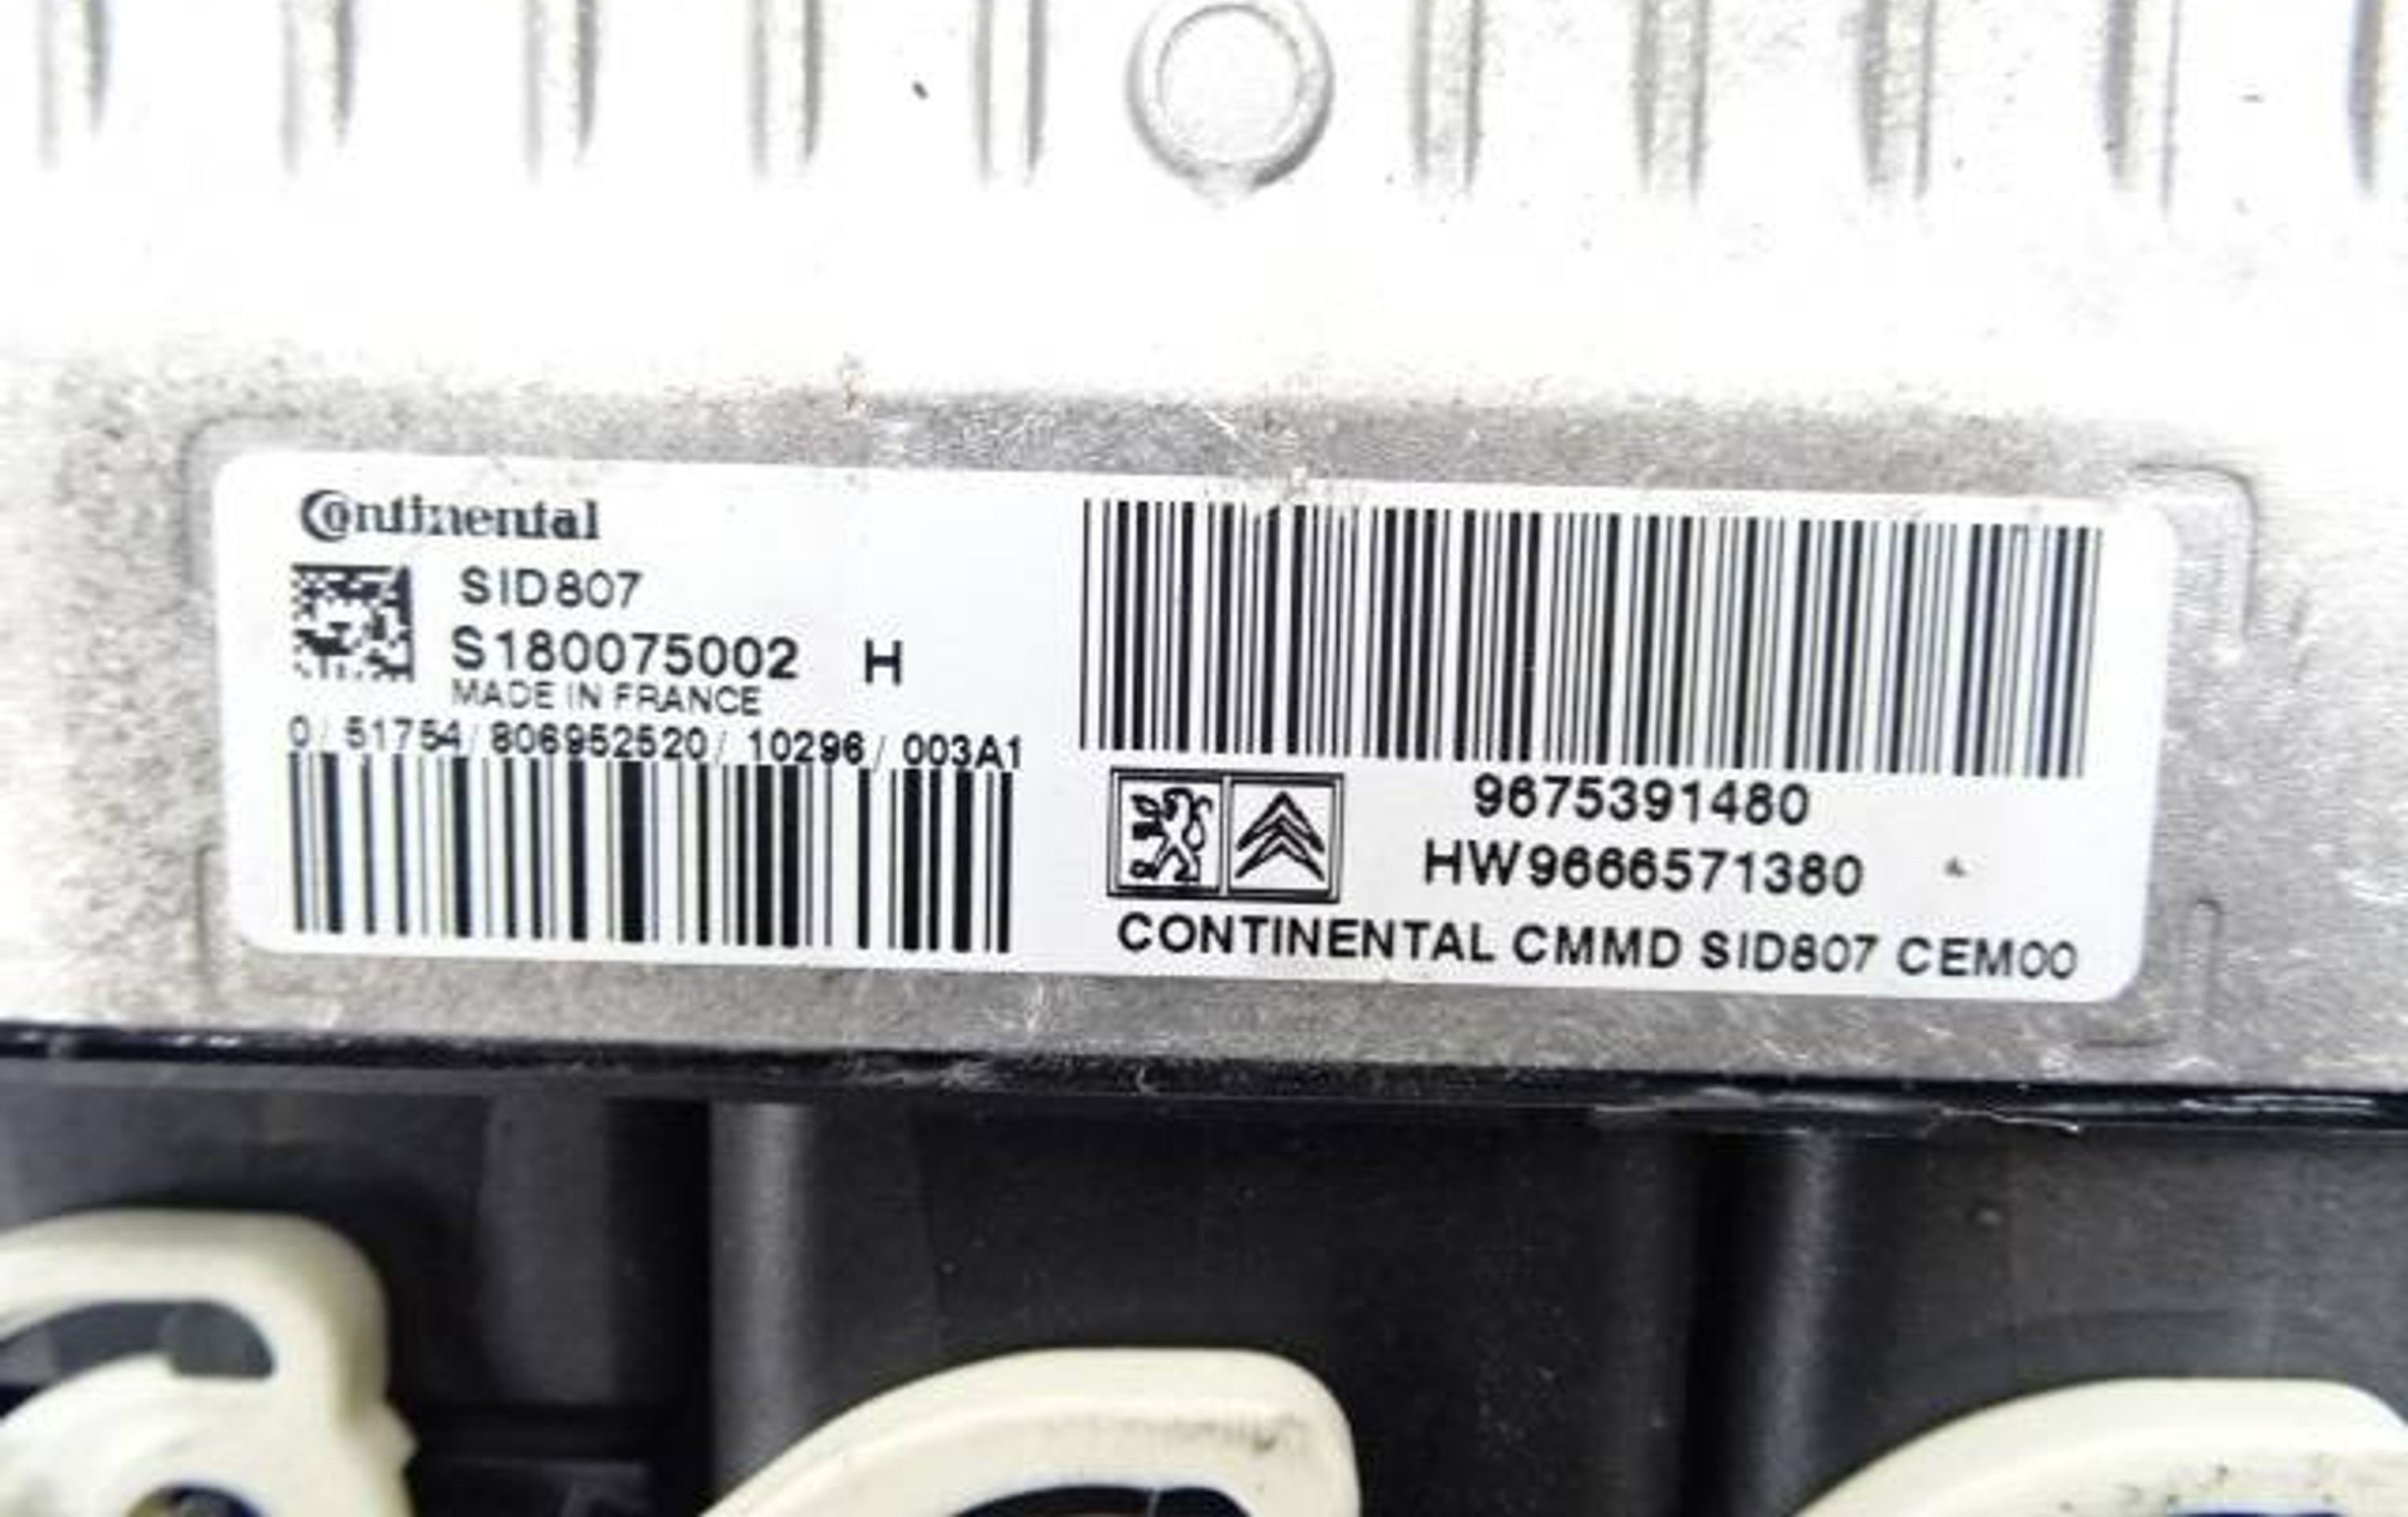 Continental
SID807
S180075002 H
MADE IN FRANCE
0/ 51754/ 806952520/ 10296/ 003A1
9675391480
HW9666571380
CONTINENTAL CMMD SID807 CEM00